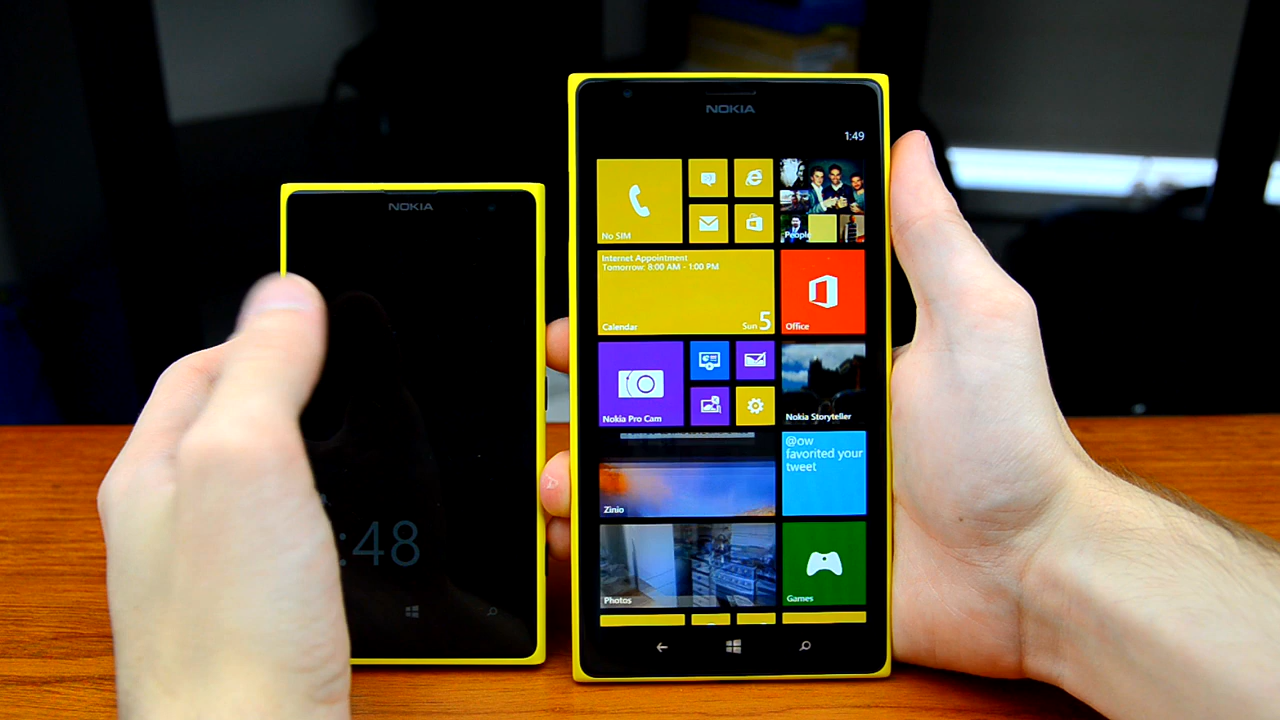 NOKIA
:48
NOKIA
1:49
No SIM
People
Internet Appointment
Tomorrow: 8:00 AM - 1:00 PM
Calendar
Sun 5
Office
Nokia Pro Cam
Nokia Storyteller
Zinio
@ow
favorited your
tweet
Photos
Games